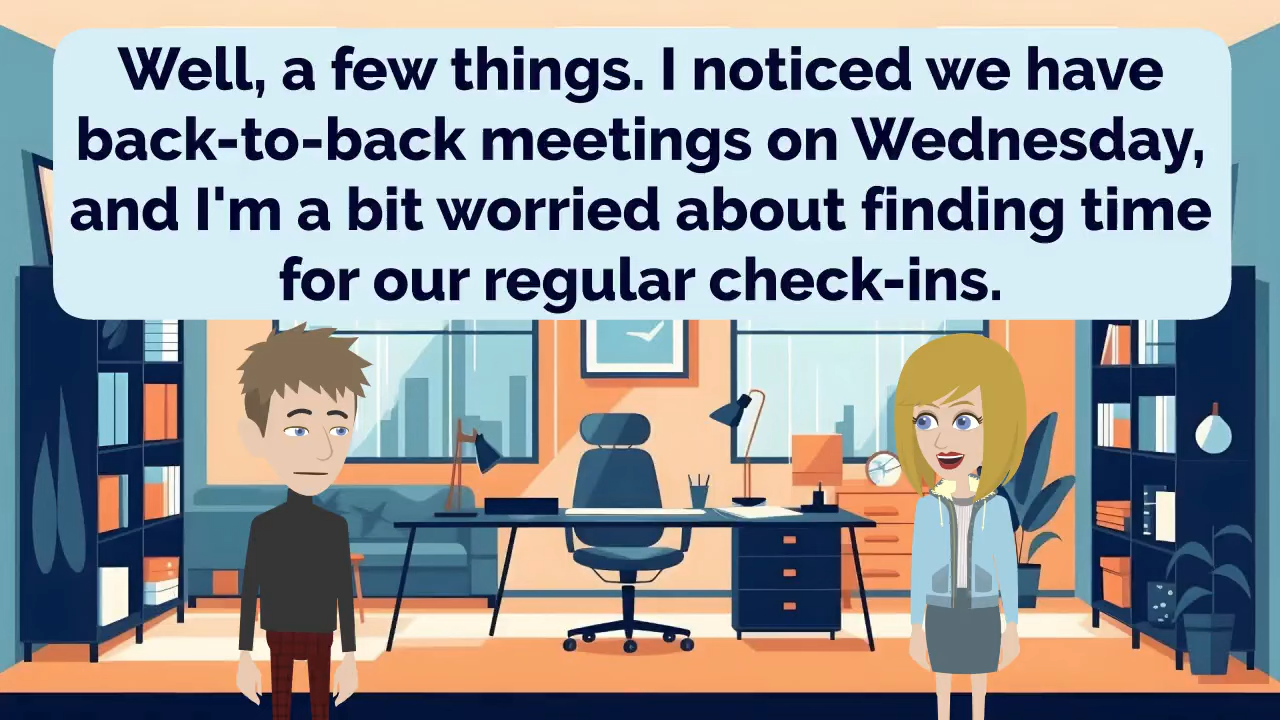 Well, a few things. I noticed we have
back-to-back meetings on Wednesday,
and I'm a bit worried about finding time
for our regular check-ins.